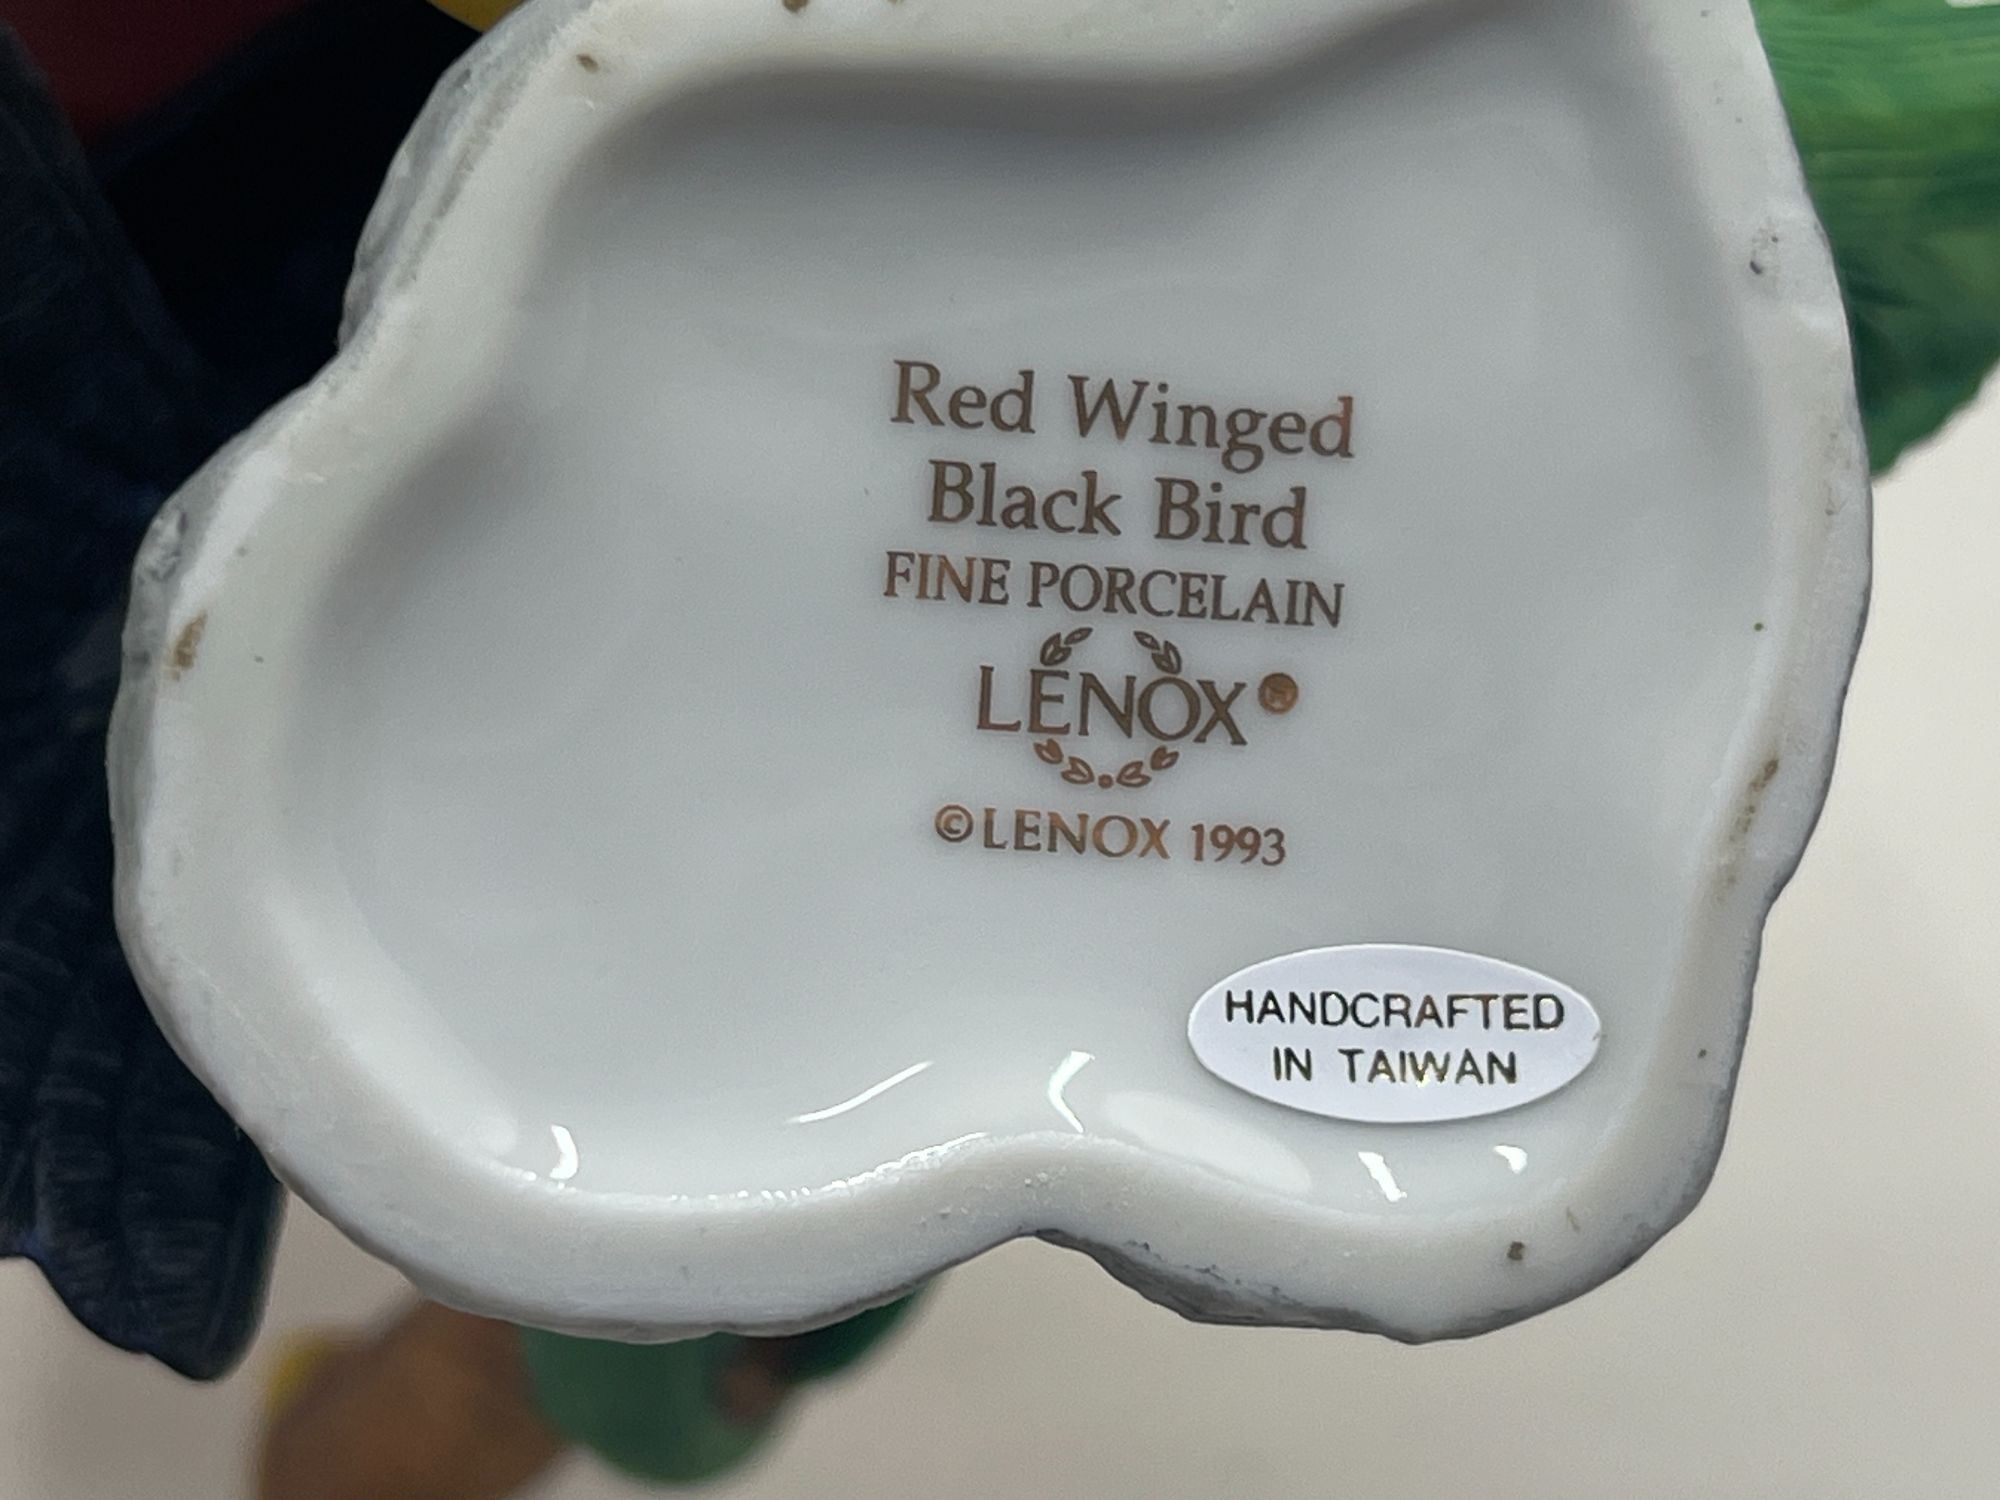 Red Winged
Black Bird
FINE PORCELAIN
LENOX®
©LENOX 1993
HANDCRAFTED
IN TAIWAN